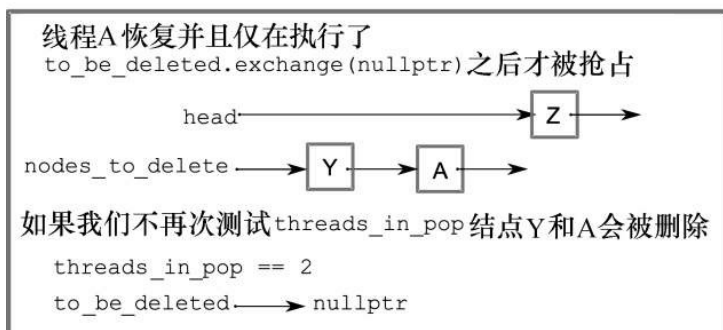 线程A恢复并且仅在执行了
to_be_deleted.exchange(nullptr)之后才被抢占
head Z
nodes_to_delete Y A
如果我们不再次测试threads_in_pop结点Y和A会被删除
threads_in_pop == 2
to_be_deleted nullptr